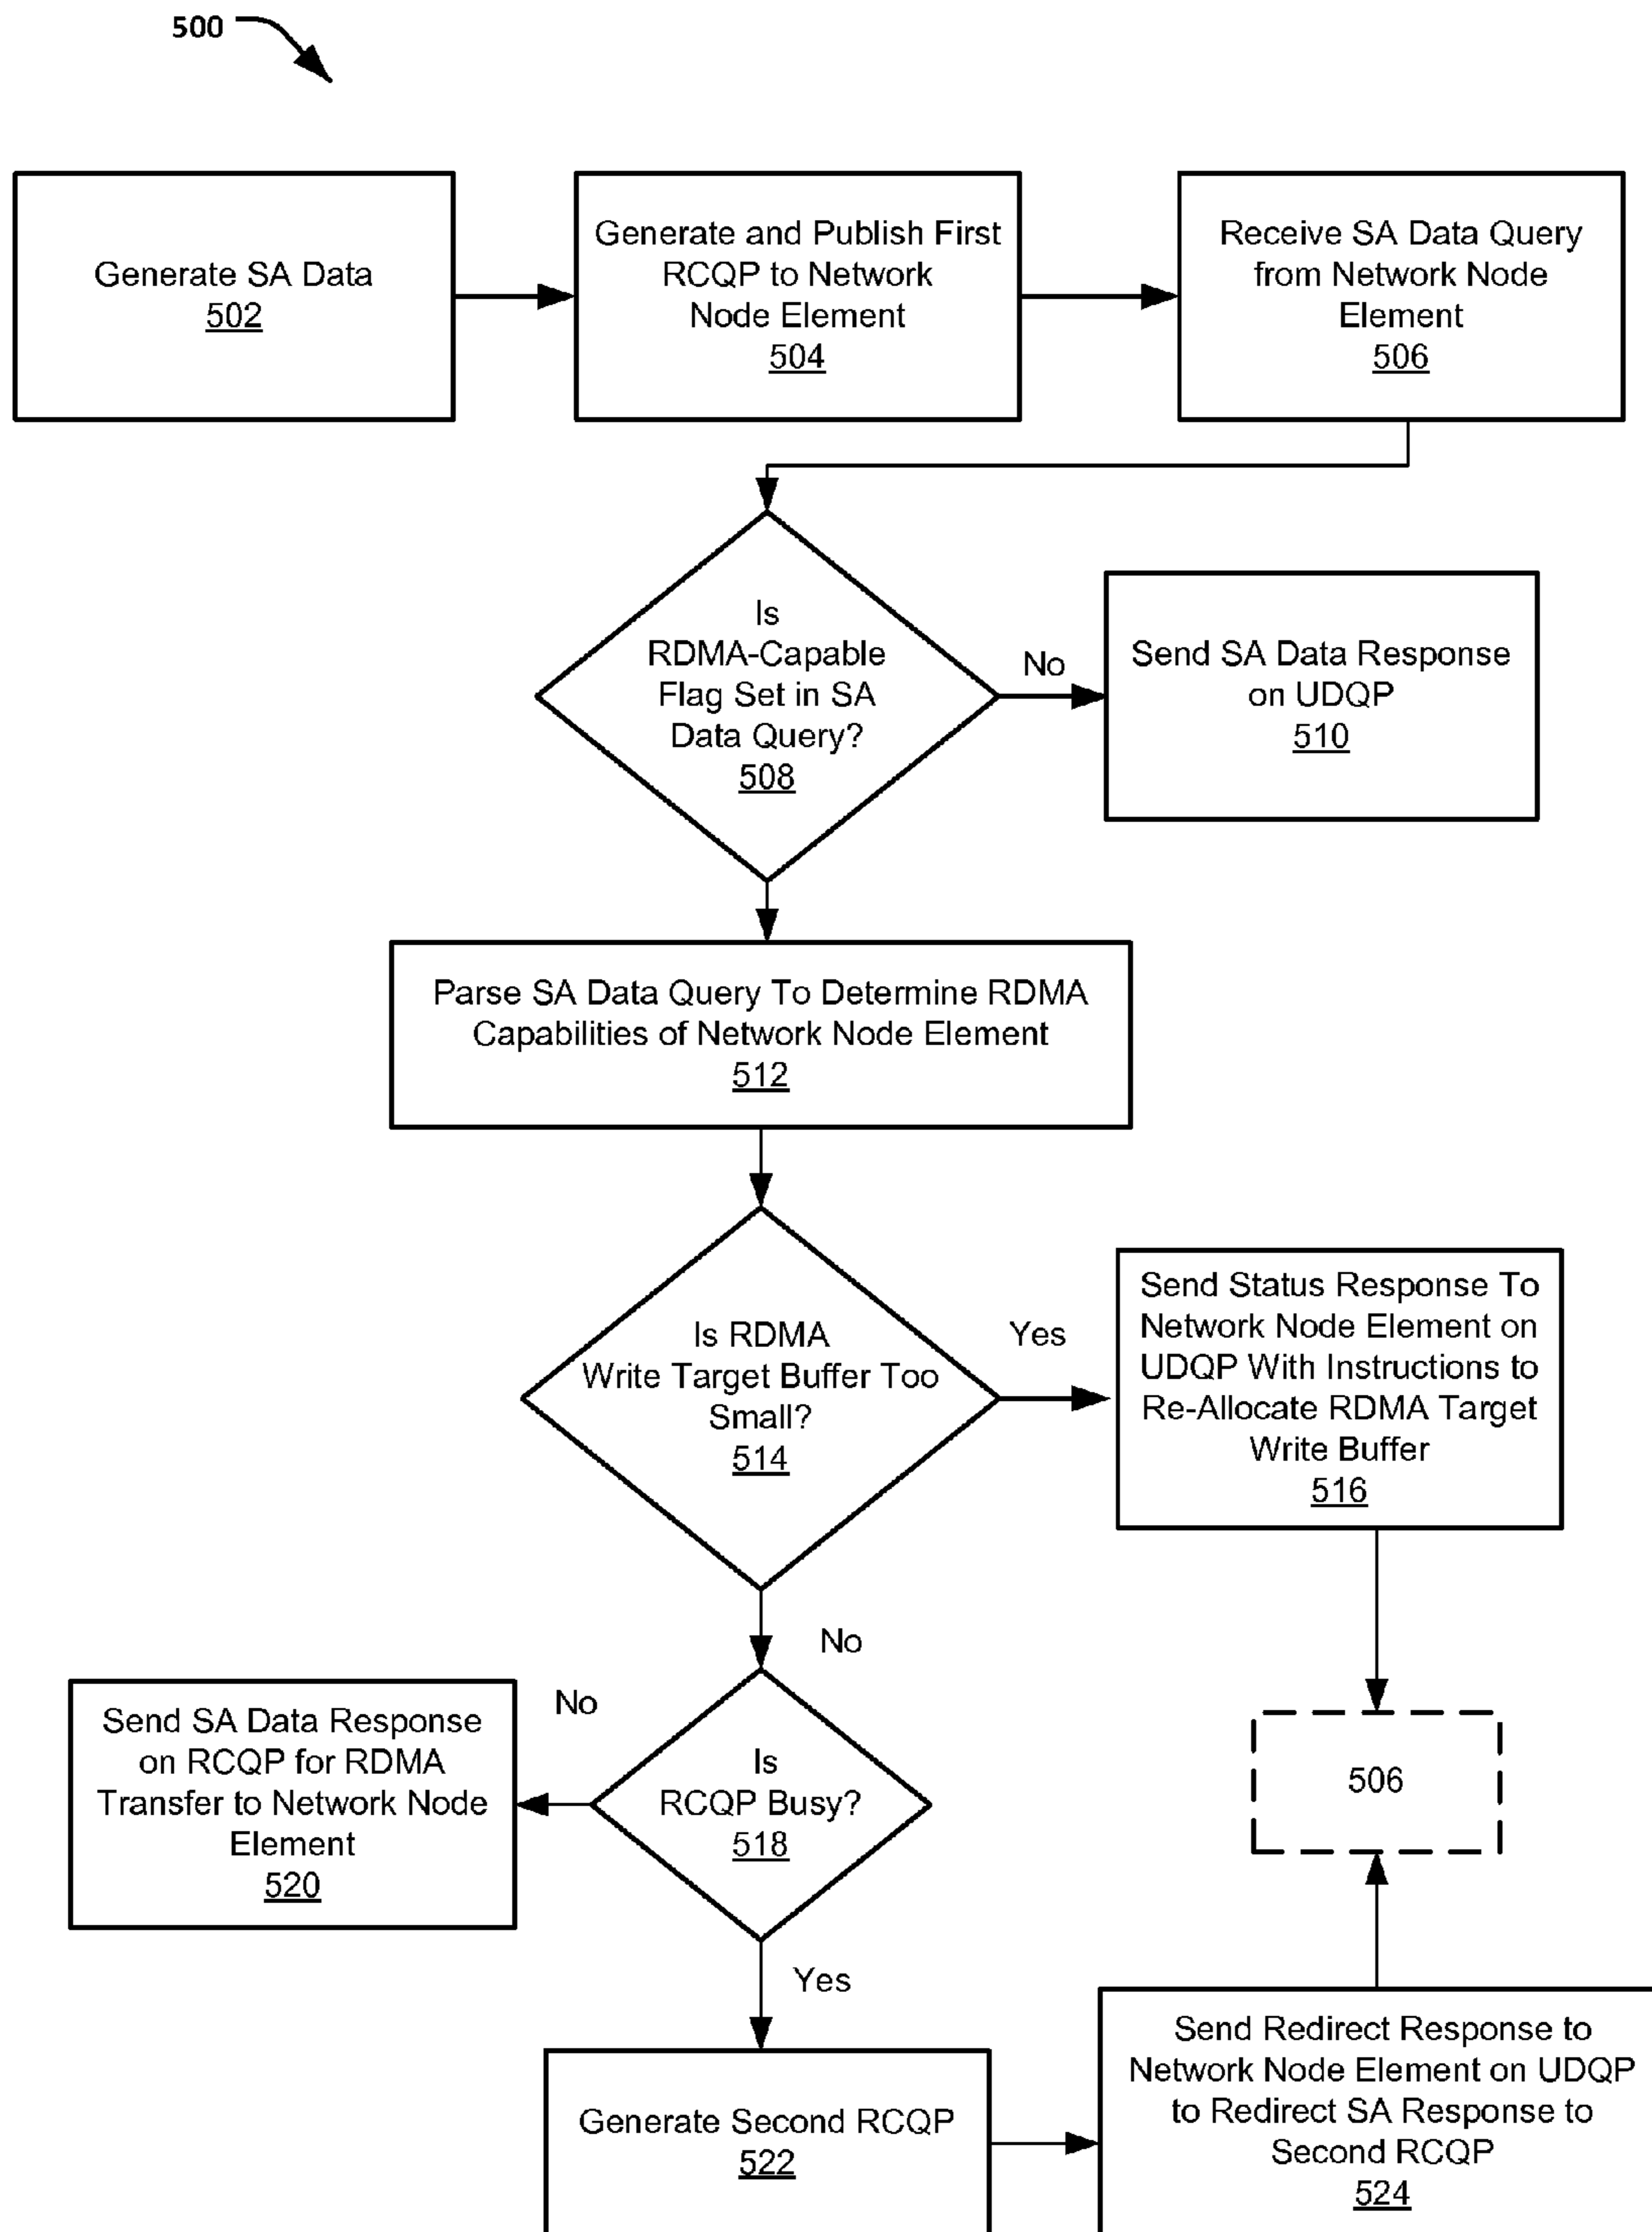 500
Generate SA Data
502
Generate and Publish First
RCQP to Network
Node Element
504
Receive SA Data Query
from Network Node
Element
506
Is
RDMA-Capable
Flag Set in SA
Data Query?
508
No
Send SA Data Response
on UDQP
510
Parse SA Data Query To Determine RDMA
Capabilities of Network Node Element
512
Is RDMA
Write Target Buffer Too
Small?
514
Yes
Send Status Response To
Network Node Element on
UDQP With Instructions to
Re-Allocate RDMA Target
Write Buffer
516
No
Is
RCQP Busy?
518
No
Send SA Data Response
on RCQP for RDMA
Transfer to Network Node
Element
520
506
Yes
Generate Second RCQP
522
Send Redirect Response to
Network Node Element on UDQP
to Redirect SA Response to
Second RCQP
524